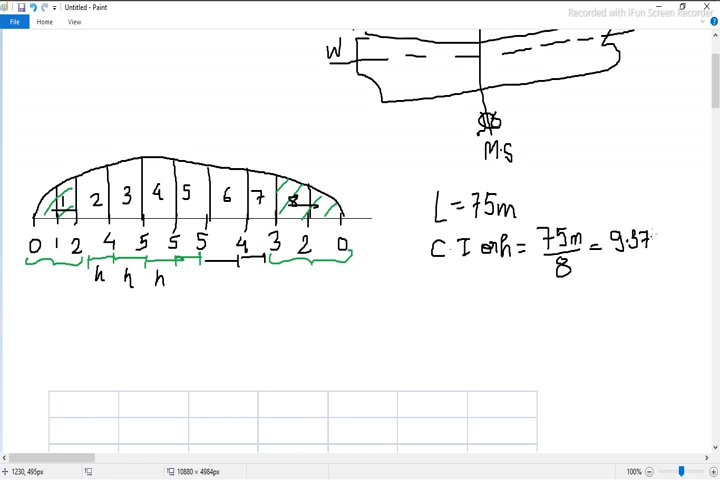 Untitled - Paint
Recorded with iFun Screen Recorder
File Home View
W
M.S
1 2 3 4 5 6 7 8
0 1 2 4 5 5 5 4 3 2 0
h h h
L = 75m
C.I or h = 75m/8 = 9.37
1230, 495px 10880 × 4984px 100%